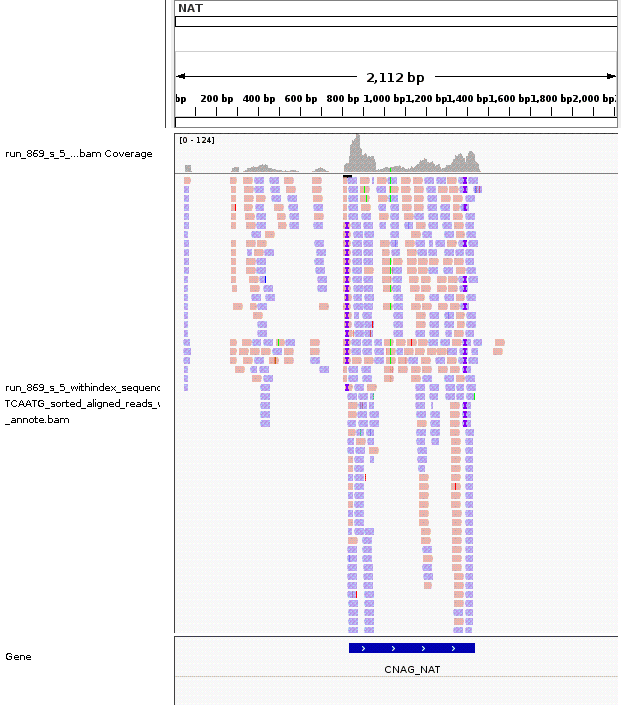 NAT
2,112 bp
bp 200 bp 400 bp 600 bp 800 bp 1,000 bp 1,200 bp 1,400 bp 1,600 bp 1,800 bp 2,000 bp 2,
[0 - 124]
run_869_s_5_...bam Coverage
run_869_s_5_withindex_sequenc
TCAATG_sorted_aligned_reads_
_annote.bam
Gene
CNAG_NAT